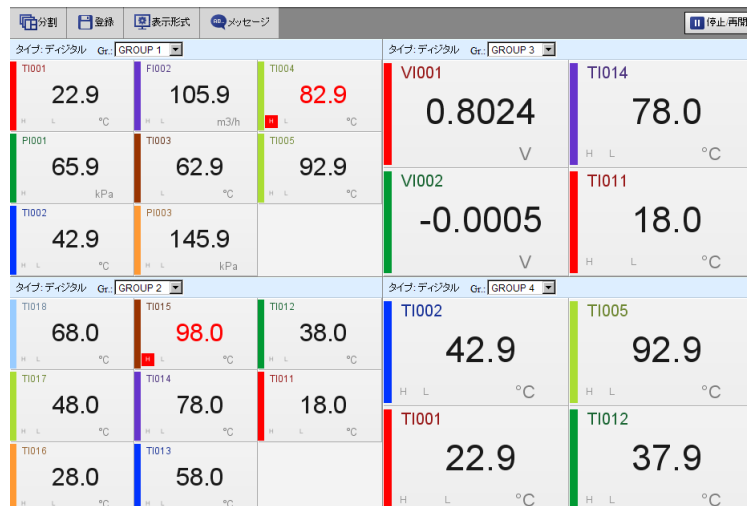 分割 登録 表示形式 メッセージ 停止/再開
タイプ:ディジタル Gr.: GROUP 1
TI001 FI002 TI004
22.9 105.9 82.9
H L °C H L m3/h H L °C
PI001 TI003 TI005
65.9 62.9 92.9
H kPa L °C H L °C
TI002 PI003
42.9 145.9
H L °C H L kPa
タイプ:ディジタル Gr.: GROUP 3
VI001 TI014
0.8024 78.0
V H L °C
VI002 TI011
-0.0005 18.0
V H L °C
タイプ:ディジタル Gr.: GROUP 2
TI018 TI015 TI012
68.0 98.0 38.0
H L °C H L °C H L °C
TI017 TI014 TI011
48.0 78.0 18.0
H L °C H L °C H L °C
TI016 TI013
28.0 58.0
H L °C H L °C
タイプ:ディジタル Gr.: GROUP 4
TI002 TI005
42.9 92.9
H L °C H L °C
TI001 TI012
22.9 37.9
H L °C H L °C